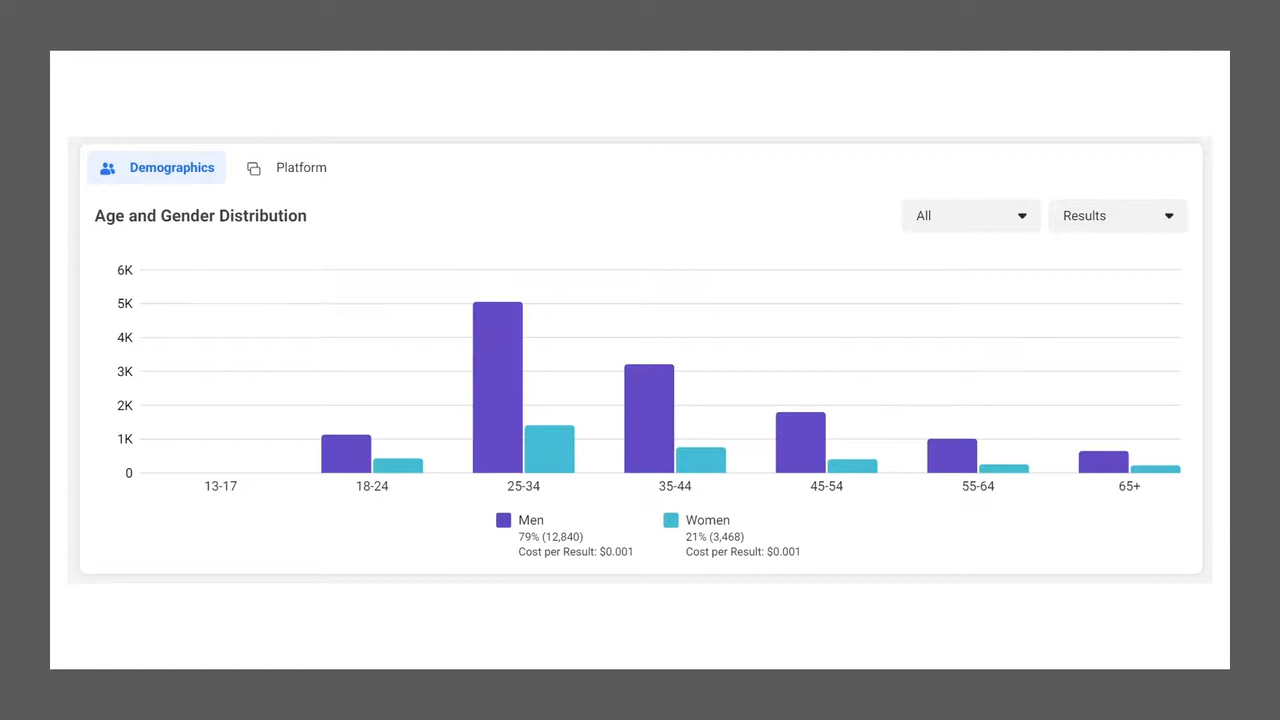 Demographics Platform
Age and Gender Distribution All Results
6K
5K
4K
3K
2K
1K
0
13-17 18-24 25-34 35-44 45-54 55-64 65+
Men Women
79% (12,840) 21% (3,468)
Cost per Result: $0.001 Cost per Result: $0.001